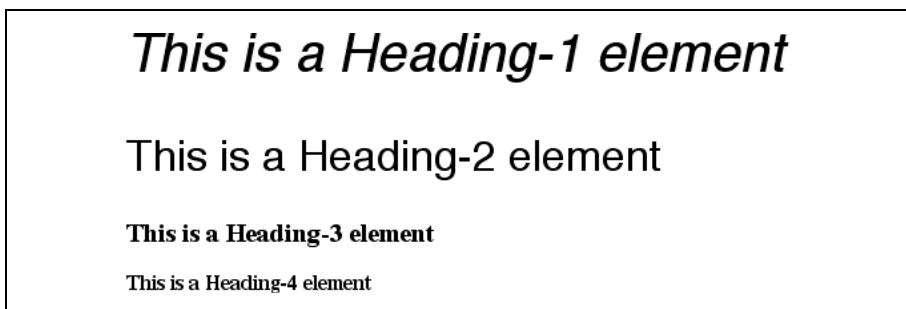 This is a Heading-1 element
This is a Heading-2 element
This is a Heading-3 element
This is a Heading-4 element